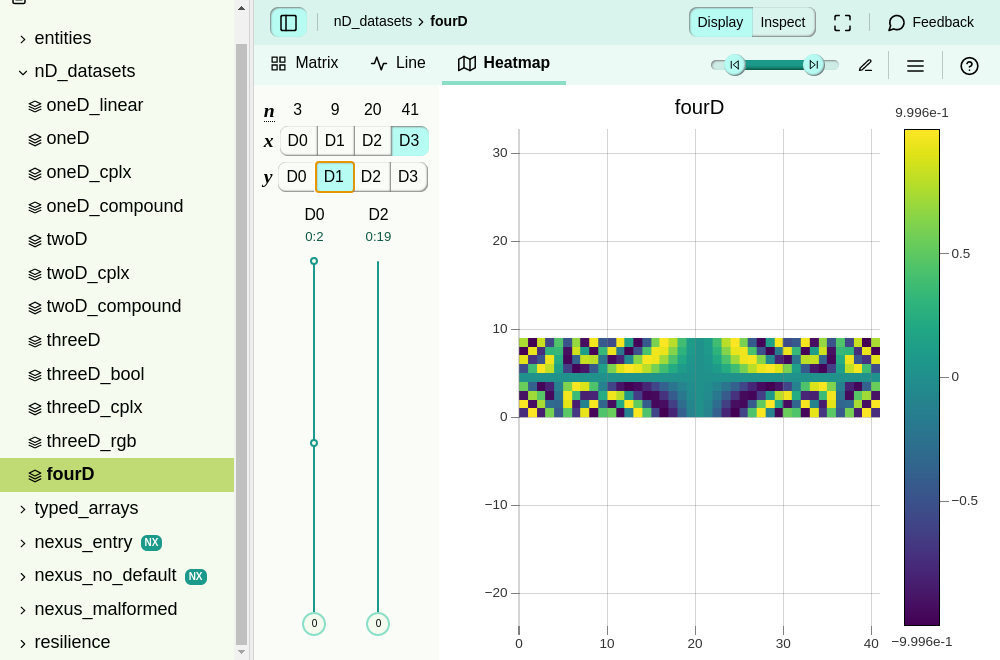 entities
nD_datasets
oneD_linear
oneD
oneD_cplx
oneD_compound
twoD
twoD_cplx
twoD_compound
threeD
threeD_bool
threeD_cplx
threeD_rgb
fourD
typed_arrays
nexus_entry NX
nexus_no_default NX
nexus_malformed
resilience
nD_datasets › fourD
Display Inspect
Feedback
Matrix Line Heatmap
n 3 9 20 41
x D0 D1 D2 D3
y D0 D1 D2 D3
D0 D2
0:2 0:19
0 0
fourD
30
20
10
0
−10
−20
0 10 20 30 40
9.996e-1
0.5
0
−0.5
−9.996e-1